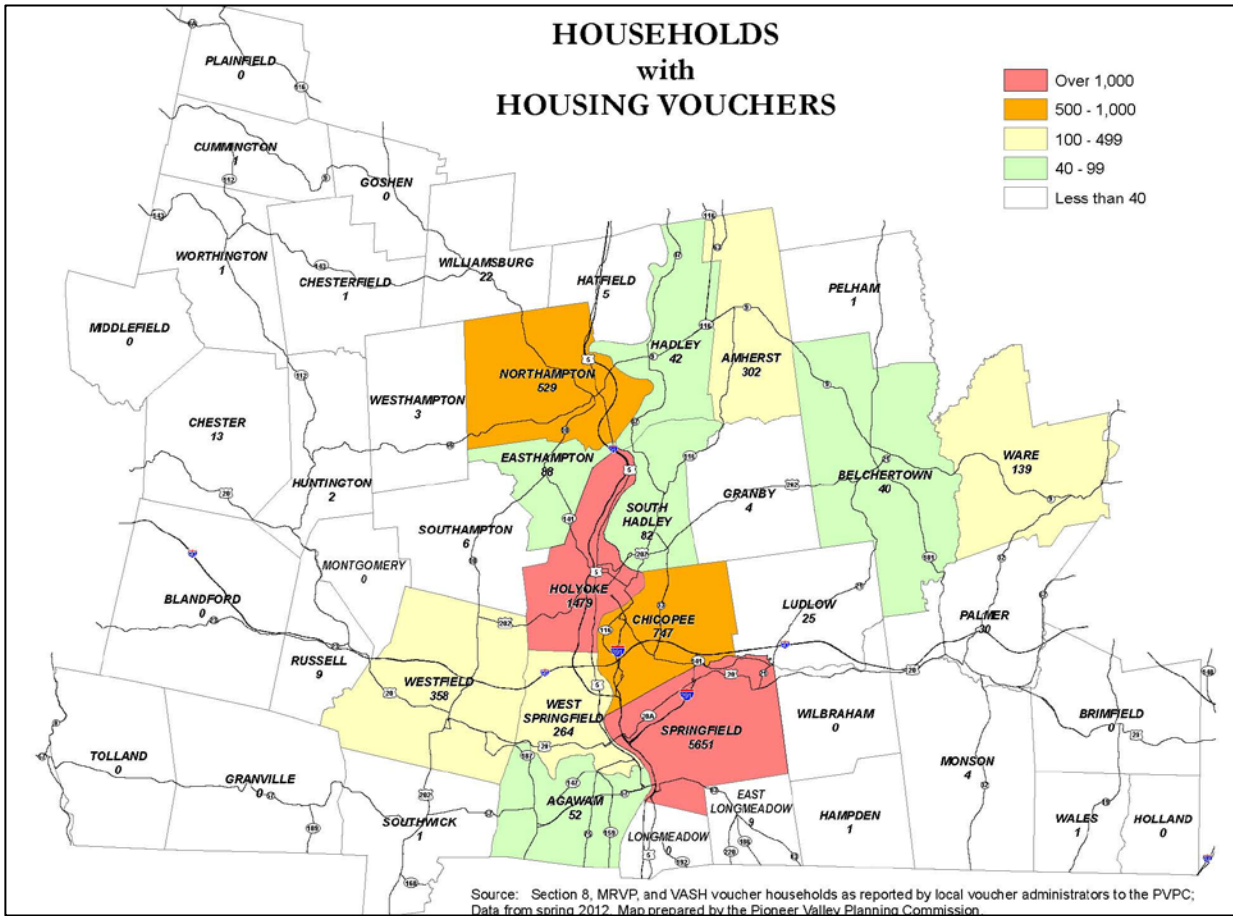 HOUSEHOLDS
with
HOUSING VOUCHERS
Over 1,000
500 - 1,000
100 - 499
40 - 99
Less than 40
PLAINFIELD
0
CUMMINGTON
1
GOSHEN
0
WORTHINGTON
1
CHESTERFIELD
1
WILLIAMSBURG
22
HATFIELD
5
PELHAM
1
MIDDLEFIELD
0
HADLEY
42
AMHERST
302
NORTHAMPTON
529
WESTHAMPTON
3
CHESTER
13
EASTHAMPTON
88
WARE
139
BELCHERTOWN
40
HUNTINGTON
2
GRANBY
4
SOUTH
HADLEY
82
SOUTHAMPTON
6
MONTGOMERY
0
HOLYOKE
1479
BLANDFORD
0
CHICOPEE
747
LUDLOW
25
PALMER
30
RUSSELL
9
WESTFIELD
358
WEST
SPRINGFIELD
264
SPRINGFIELD
5651
WILBRAHAM
0
BRIMFIELD
0
TOLLAND
0
GRANVILLE
0
MONSON
4
AGAWAM
52
EAST
LONGMEADOW
9
HAMPDEN
1
SOUTHWICK
1
LONGMEADOW
0
WALES
1
HOLLAND
0
Source: Section 8, MRVP, and VASH voucher households as reported by local voucher administrators to the PVPC;
Data from spring 2012. Map prepared by the Pioneer Valley Planning Commission.